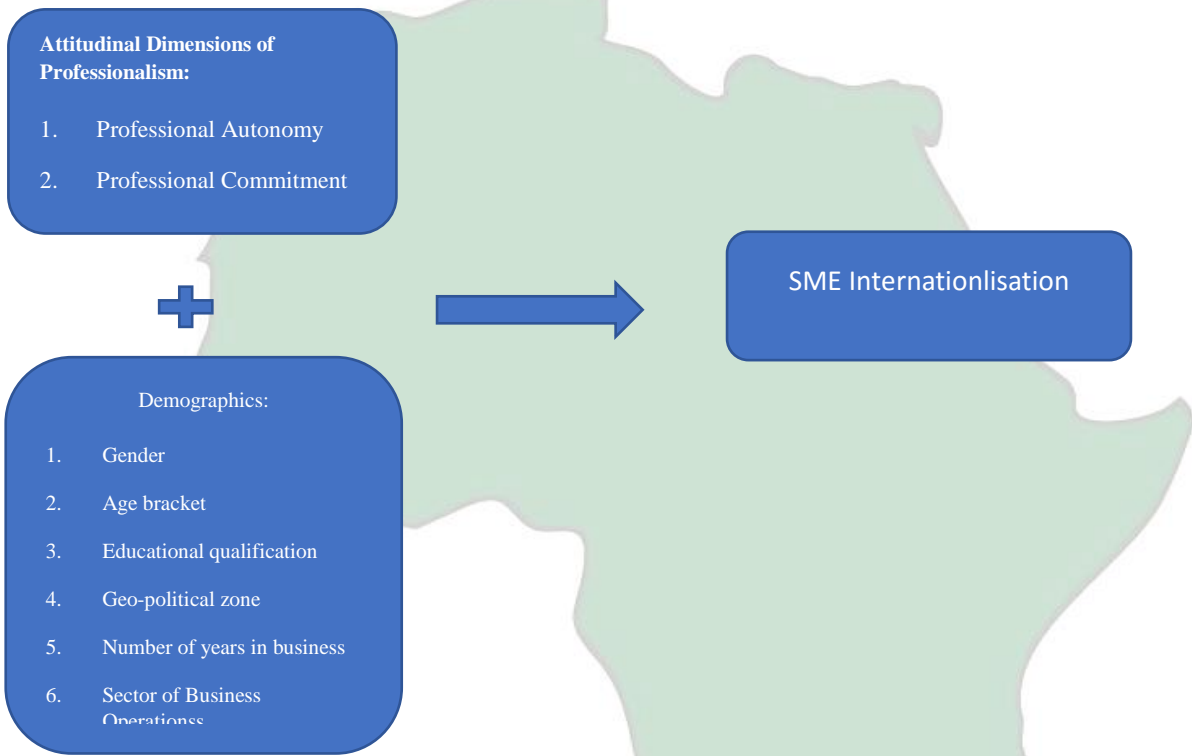 Attitudinal Dimensions of
Professionalism:
1. Professional Autonomy
2. Professional Commitment
SME Internationlisation
Demographics:
1. Gender
2. Age bracket
3. Educational qualification
4. Geo-political zone
5. Number of years in business
6. Sector of Business
Operationss